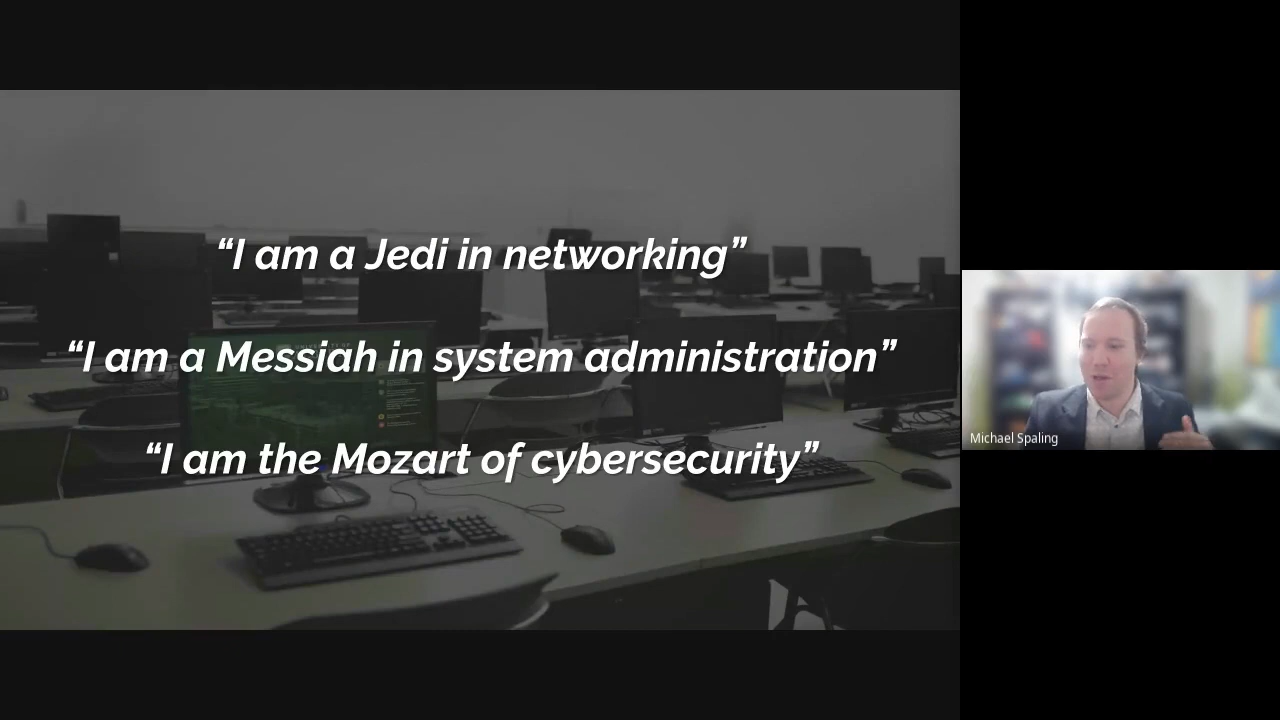 “I am a Jedi in networking”
“I am a Messiah in system administration”
“I am the Mozart of cybersecurity”
Michael Spaling